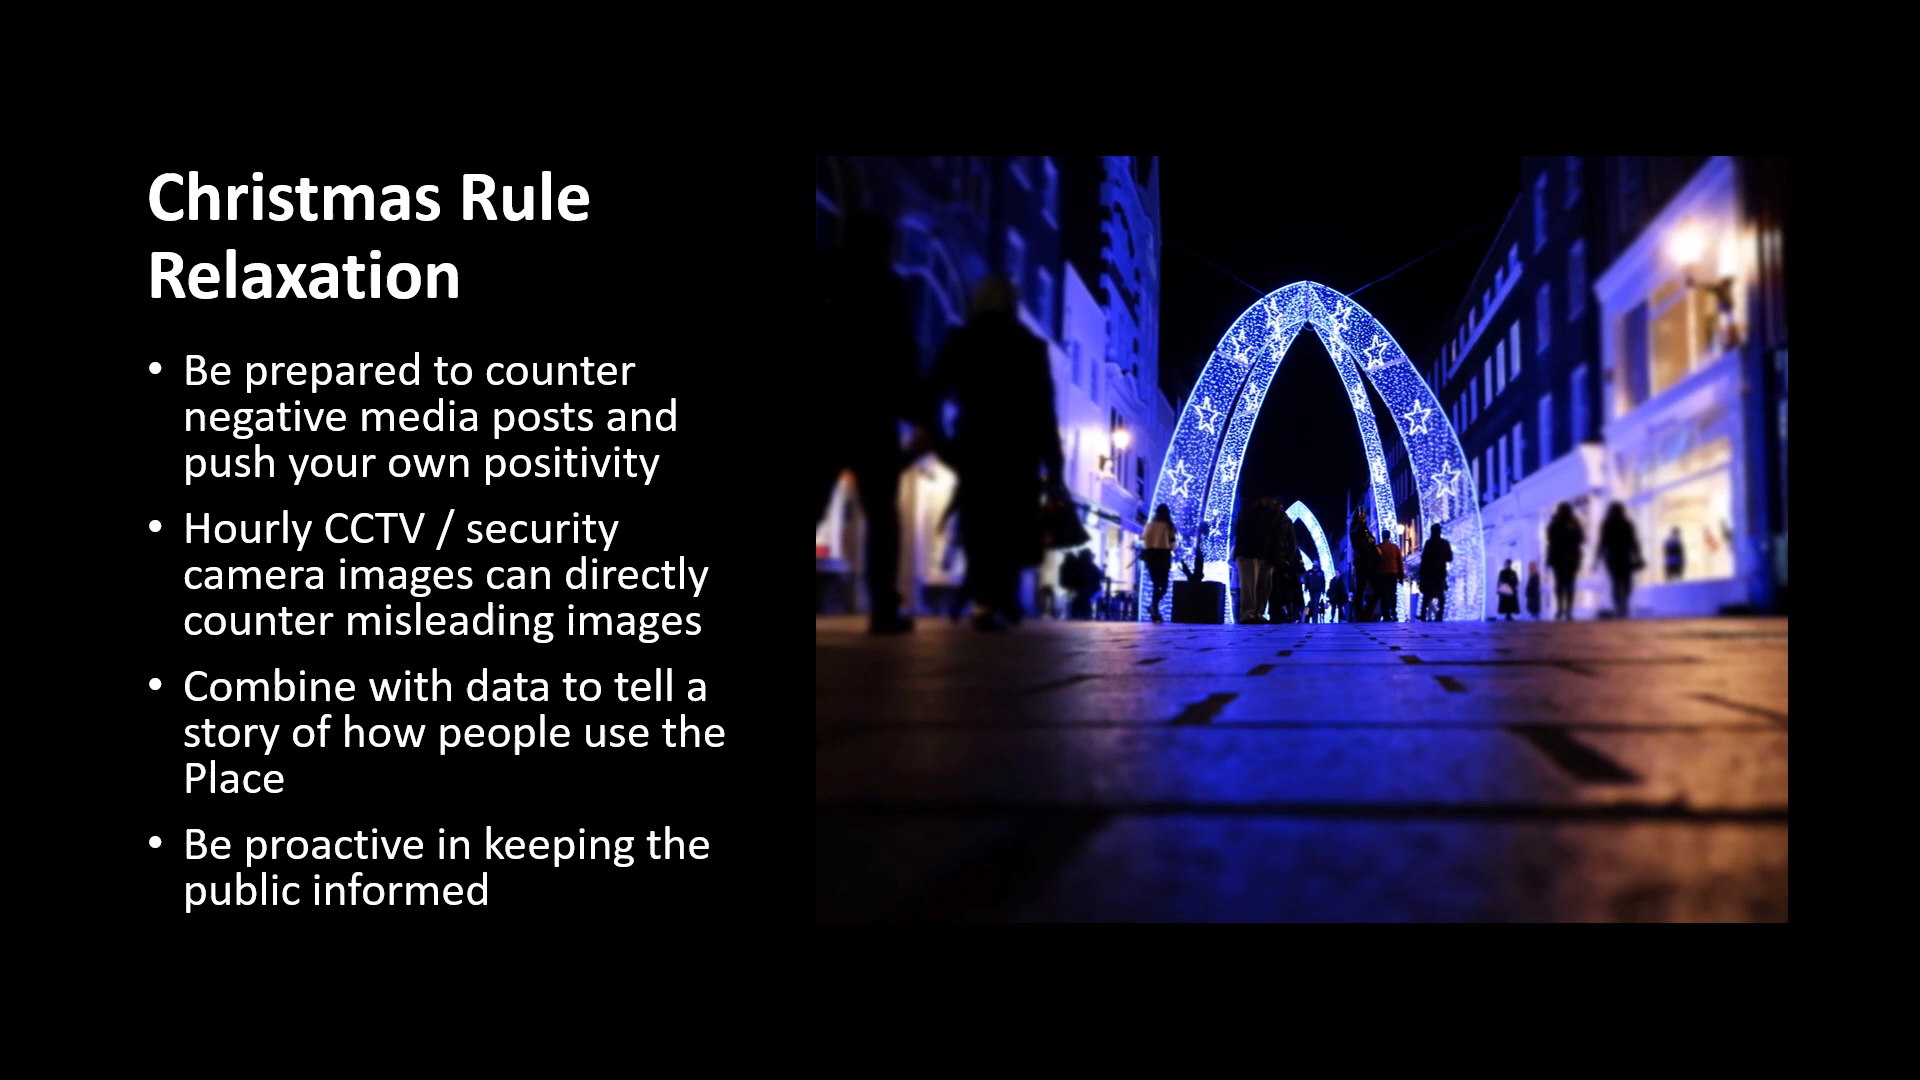 Christmas Rule
Relaxation
• Be prepared to counter
negative media posts and
push your own positivity
• Hourly CCTV / security
camera images can directly
counter misleading images
• Combine with data to tell a
story of how people use the
Place
• Be proactive in keeping the
public informed